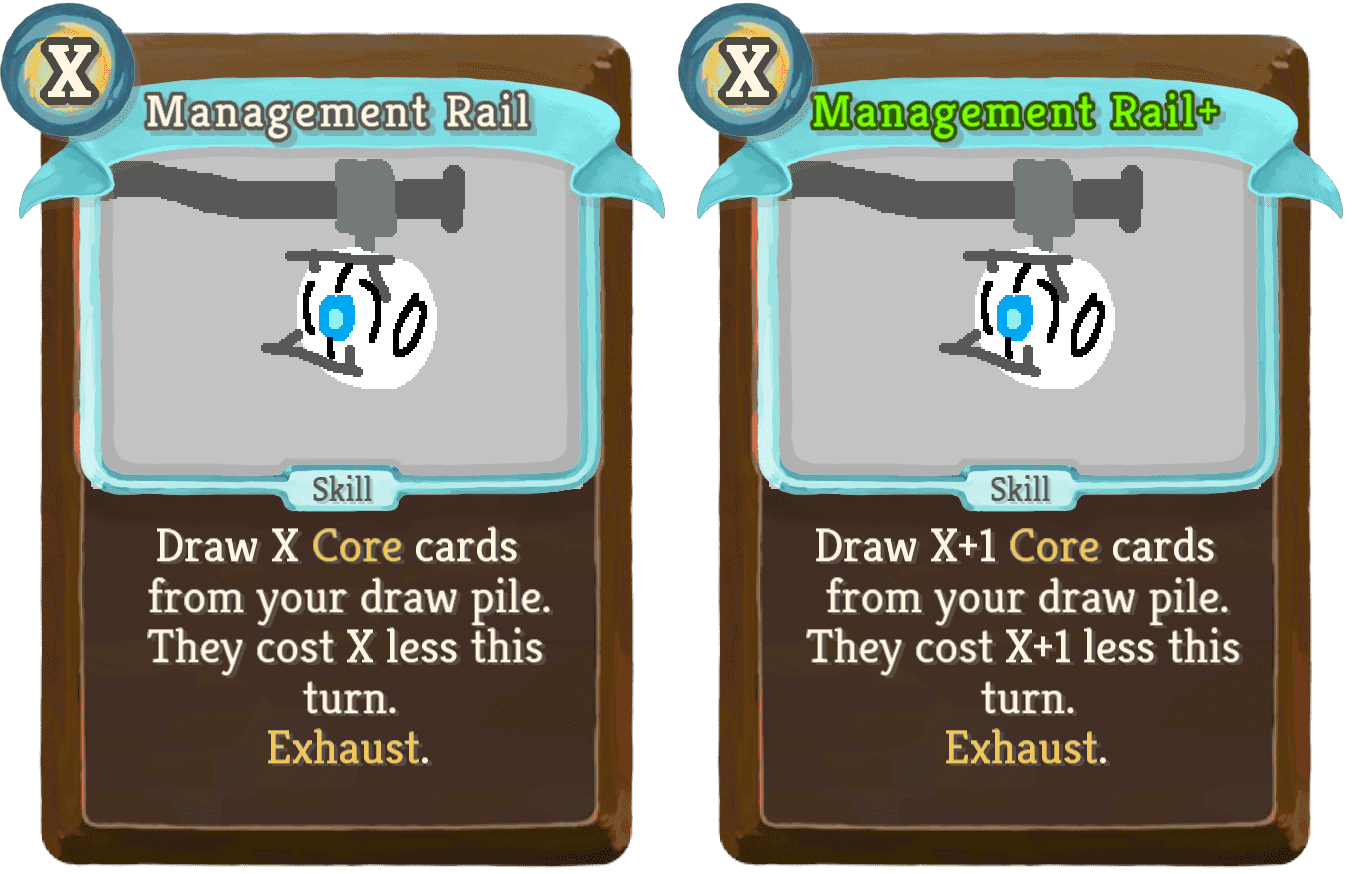 X
Management Rail
Skill
Draw X Core cards
from your draw pile.
They cost X less this
turn.
Exhaust.
X
Management Rail+
Skill
Draw X+1 Core cards
from your draw pile.
They cost X+1 less this
turn.
Exhaust.